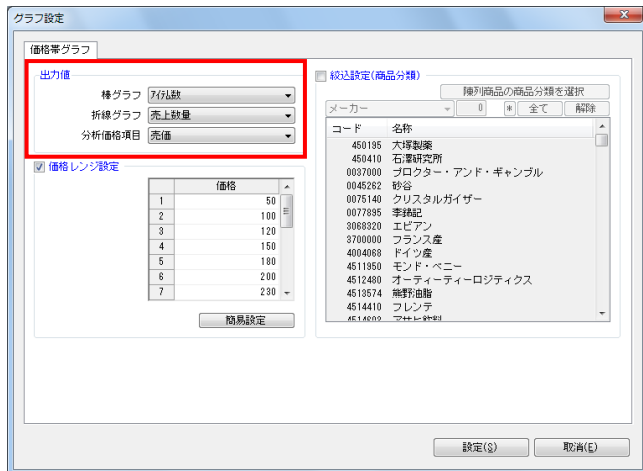 グラフ設定
価格帯グラフ
出力値
棒グラフ ｱｲﾃﾑ数
折線グラフ 売上数量
分析価格項目 売価
価格レンジ設定
価格
1 50
2 100
3 120
4 150
5 180
6 200
7 230
簡易設定
絞込設定(商品分類)
陳列商品の商品分類を選択
メーカー 0 * 全て 解除
コード 名称
450195 大塚製薬
450410 石澤研究所
0037000 プロクター・アンド・ギャンブル
0045262 砂谷
0075140 クリスタルガイザー
0077895 李錦記
3068320 エビアン
3700000 フランス産
4004068 ドイツ産
4511950 モンド・ベニー
4512480 オーティーティーロジティクス
4513574 熊野油脂
4514410 フレンテ
4514603 アサヒ飲料
設定(S)
取消(E)